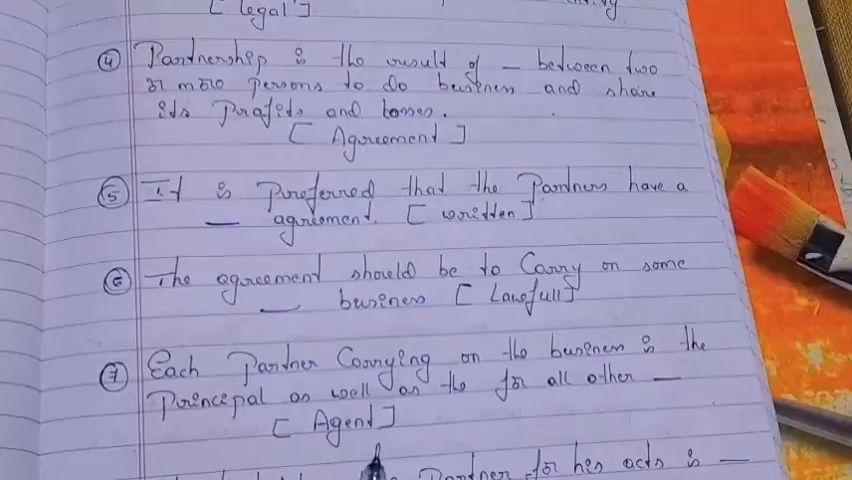 [ legal ]
④ Partnership is the result of — between two
or more persons to do business and share
its Profits and losses.
[ Agreement ]
⑤ It is Preferred that the Partners have a
— agreement. [ written ]
⑥ The agreement should be to Carry on some
— business [ Lawfull ]
⑦ Each Partner Carrying on the business is the
Principal as well as the for all other —
[ Agent ]
Partner for his acts is —